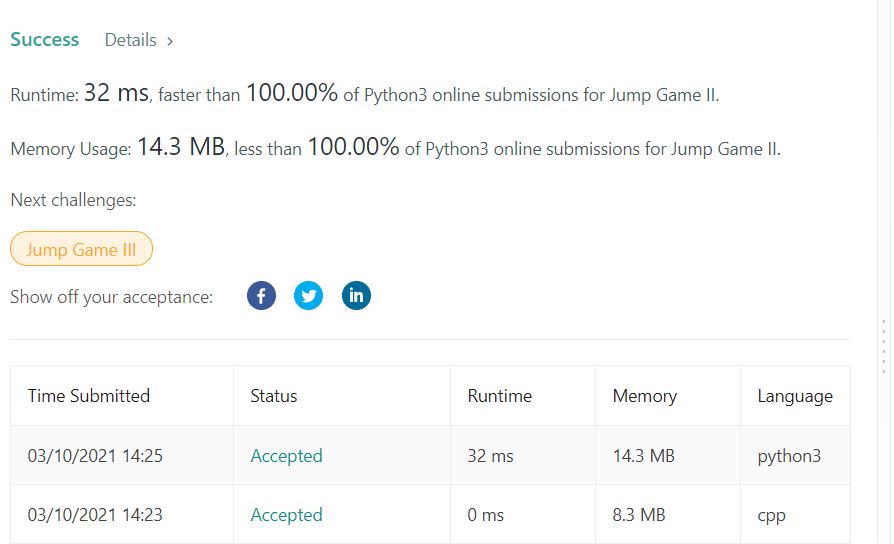 Success Details >
Runtime: 32 ms, faster than 100.00% of Python3 online submissions for Jump Game II.
Memory Usage: 14.3 MB, less than 100.00% of Python3 online submissions for Jump Game II.
Next challenges:
Jump Game III
Show off your acceptance:
Time Submitted Status Runtime Memory Language
03/10/2021 14:25 Accepted 32 ms 14.3 MB python3
03/10/2021 14:23 Accepted 0 ms 8.3 MB cpp